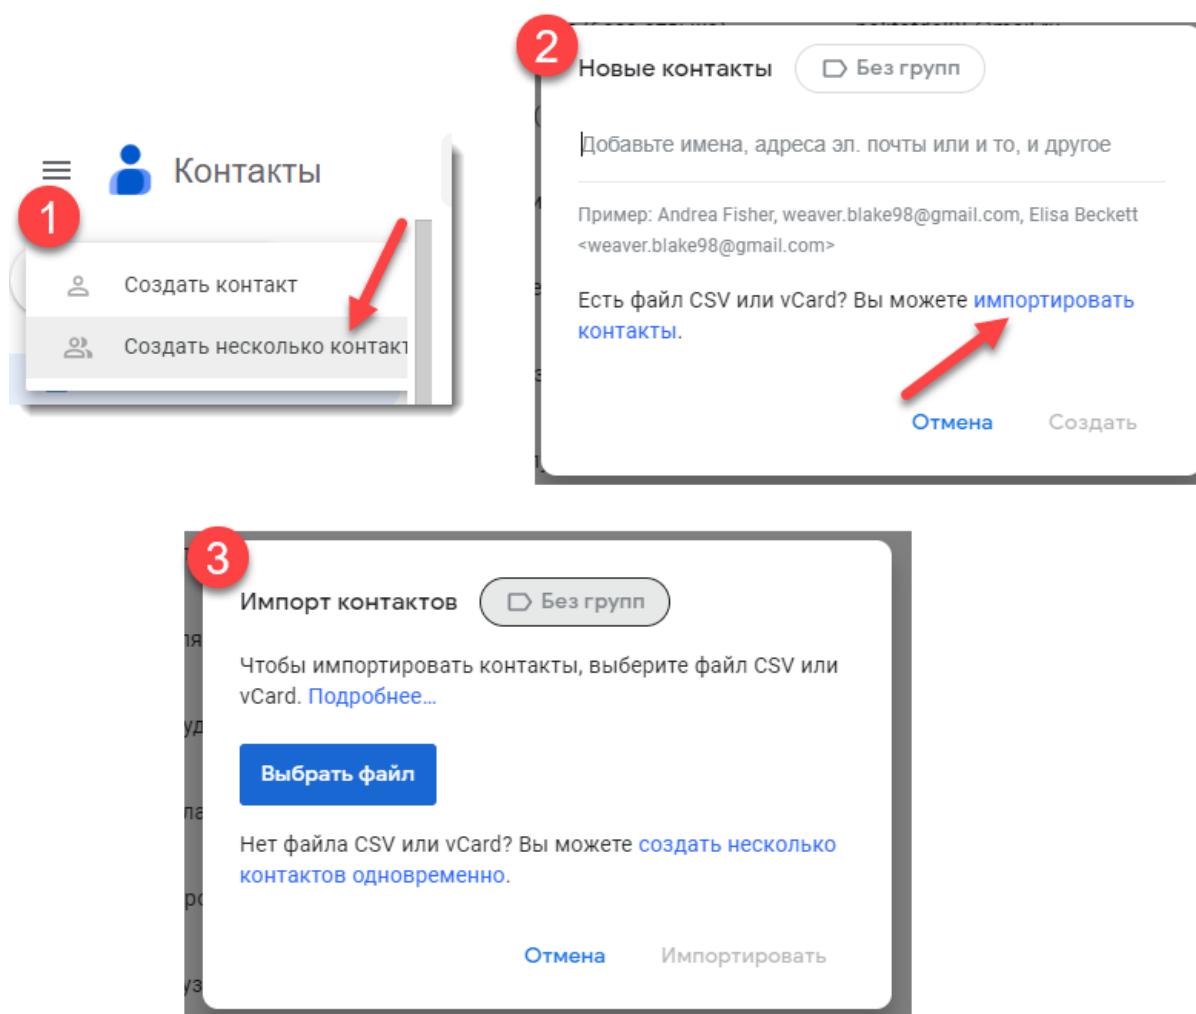 1
Контакты
Создать контакт
Создать несколько контакт
2
Новые контакты
Без групп
Добавьте имена, адреса эл. почты или и то, и другое
Пример: Andrea Fisher, weaver.blake98@gmail.com, Elisa Beckett
<weaver.blake98@gmail.com>
Есть файл CSV или vCard? Вы можете импортировать
контакты.
Отмена
Создать
3
Импорт контактов
Без групп
Чтобы импортировать контакты, выберите файл CSV или
vCard. Подробнее...
Выбрать файл
Нет файла CSV или vCard? Вы можете создать несколько
контактов одновременно.
Отмена
Импортировать